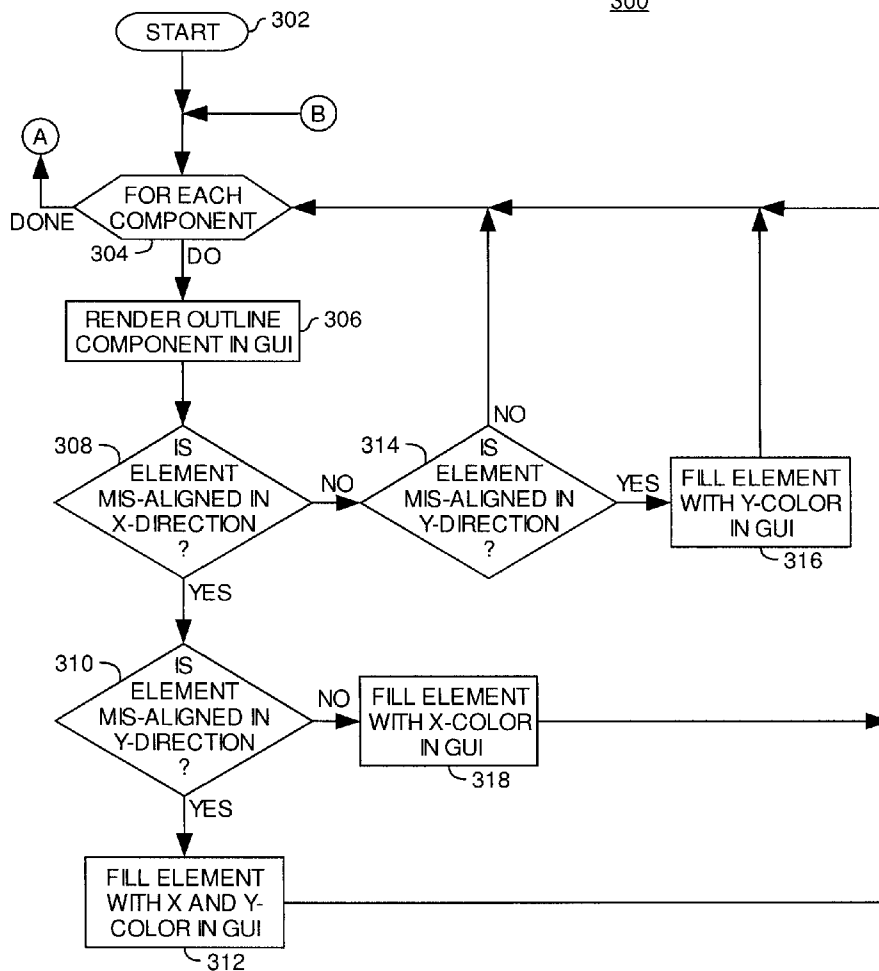 300
START
302
B
A
FOR EACH
COMPONENT
DONE
304
DO
RENDER OUTLINE
COMPONENT IN GUI
306
308
IS
ELEMENT
MIS-ALIGNED IN
X-DIRECTION
?
NO
YES
314
IS
ELEMENT
MIS-ALIGNED IN
Y-DIRECTION
?
NO
YES
FILL ELEMENT
WITH Y-COLOR
IN GUI
316
310
IS
ELEMENT
MIS-ALIGNED IN
Y-DIRECTION
?
NO
YES
FILL ELEMENT
WITH X-COLOR
IN GUI
318
FILL ELEMENT
WITH X AND Y-
COLOR IN GUI
312